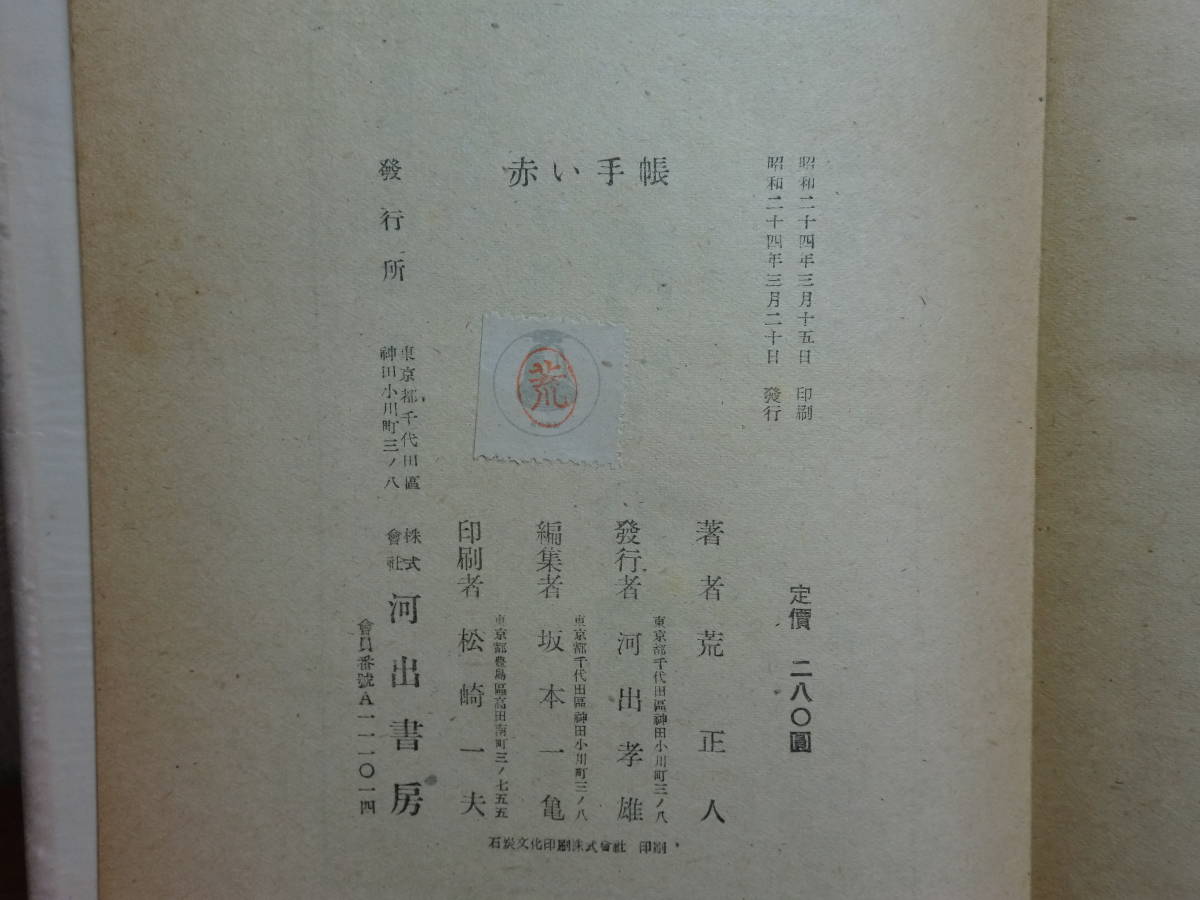 昭和二十四年三月十五日　印刷
昭和二十四年三月二十日　發行
定價　二八〇圓
赤い手帳
著者　荒正人
發行者　河出孝雄
東京都千代田區神田小川町三ノ八
編集者　坂本一亀
東京都千代田區神田小川町三ノ八
印刷者　松崎一夫
東京都豊島區高田南町三ノ七五五
荒
發行所
東京都千代田區
神田小川町三ノ八
株式
會社
河出書房
會員番號A一一一〇一四
石炭文化印刷株式會社　印刷